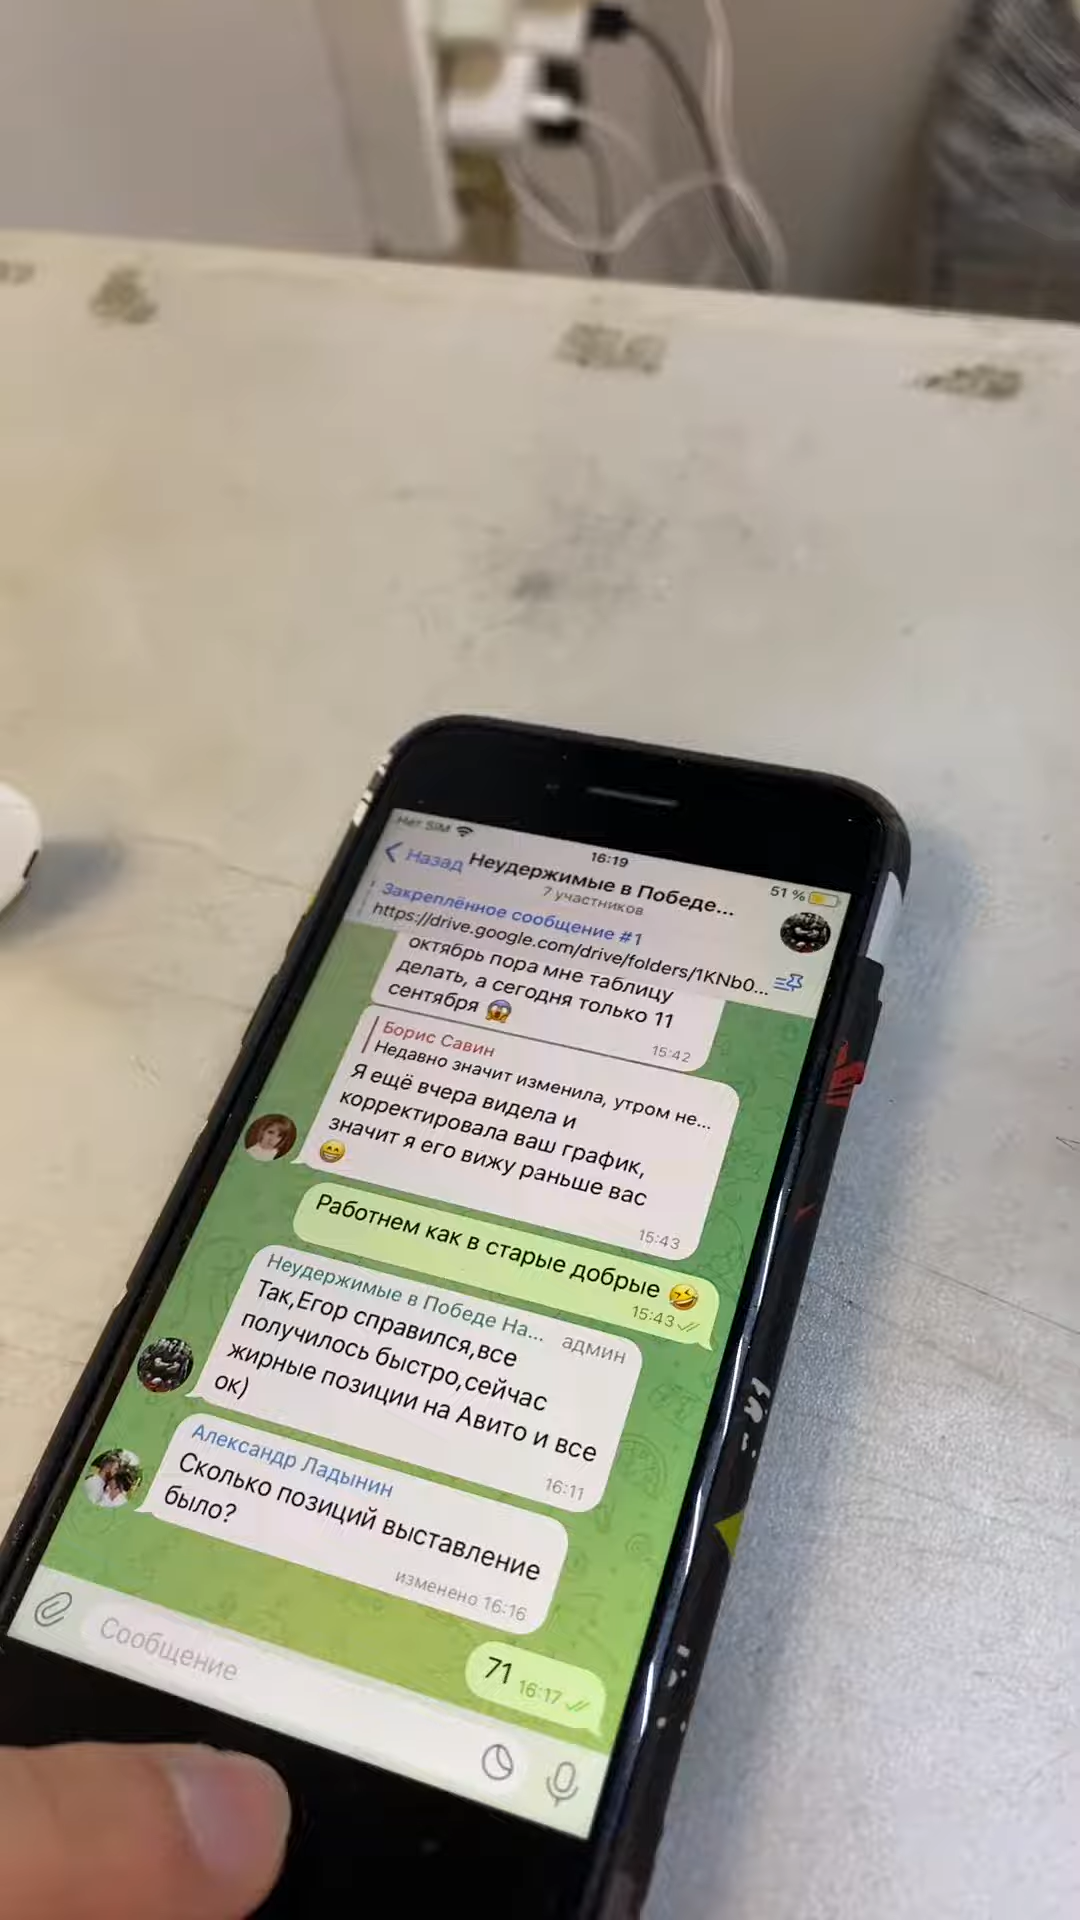 Нет SIM
16:19
51 %
Назад
Неудержимые в Победе...
7 участников
Закреплённое сообщение #1
https://drive.google.com/drive/folders/1KNb0...
октябрь пора мне таблицу
делать, а сегодня только 11
сентября 😱
15:42
Борис Савин
Недавно значит изменила, утром не...
Я ещё вчера видела и
корректировала ваш график,
значит я его вижу раньше вас
😄
15:43
Работнем как в старые добрые 🤣
15:43
Неудержимые в Победе На...
админ
Так,Егор справился,все
получилось быстро,сейчас
жирные позиции на Авито и все
ок)
16:11
Александр Ладынин
Сколько позиций выставление
было?
изменено 16:16
71
16:17
Сообщение